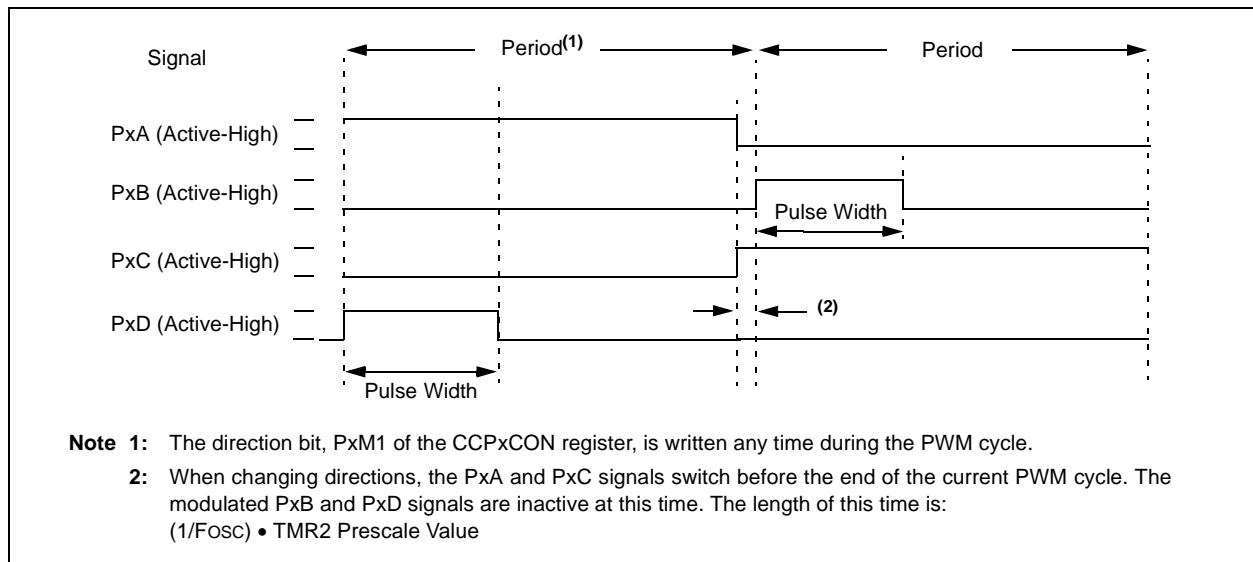 Signal
Period(1)
Period
PxA (Active-High)
PxB (Active-High)
Pulse Width
PxC (Active-High)
(2)
PxD (Active-High)
Pulse Width
Note 1: The direction bit, PxM1 of the CCPxCON register, is written any time during the PWM cycle.
2: When changing directions, the PxA and PxC signals switch before the end of the current PWM cycle. The
modulated PxB and PxD signals are inactive at this time. The length of this time is:
(1/FOSC) • TMR2 Prescale Value